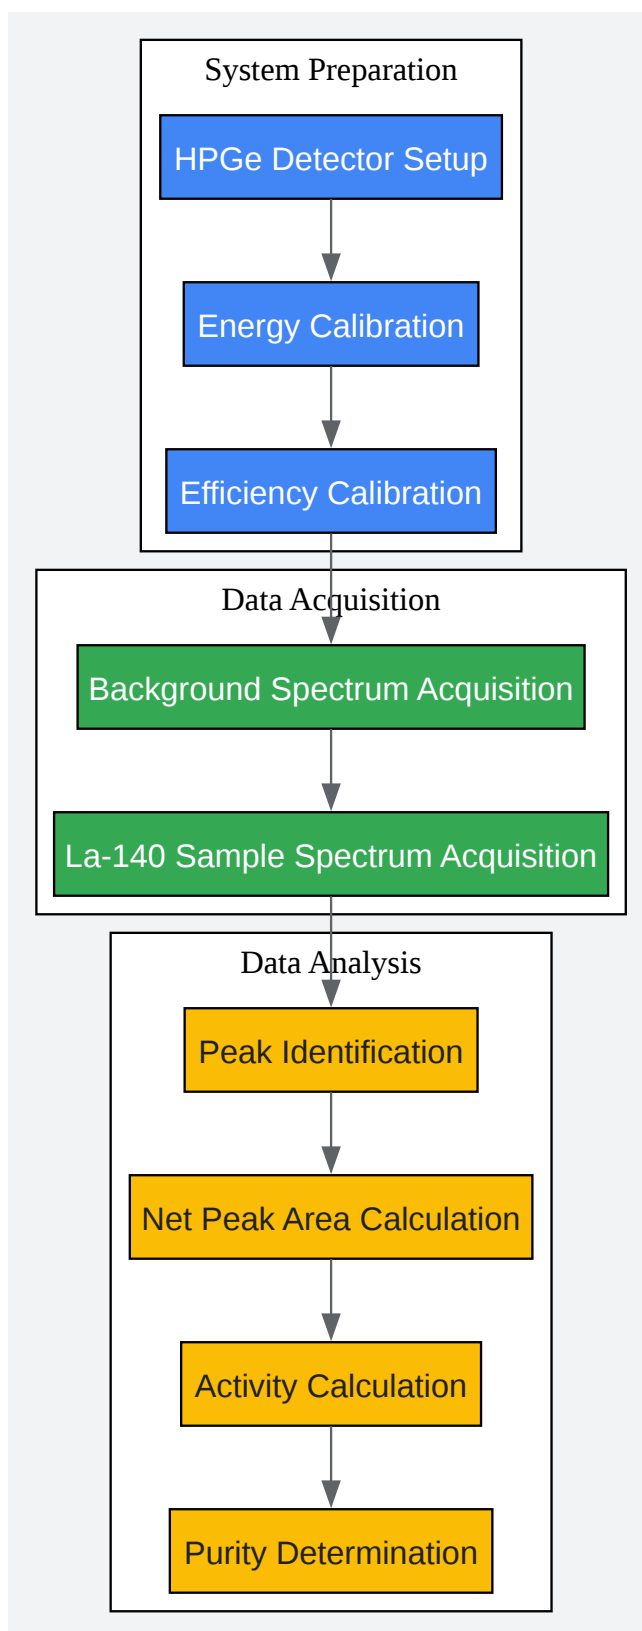 System Preparation
HPGe Detector Setup
Energy Calibration
Efficiency Calibration
Data Acquisition
Background Spectrum Acquisition
La-140 Sample Spectrum Acquisition
Data Analysis
Peak Identification
Net Peak Area Calculation
Activity Calculation
Purity Determination